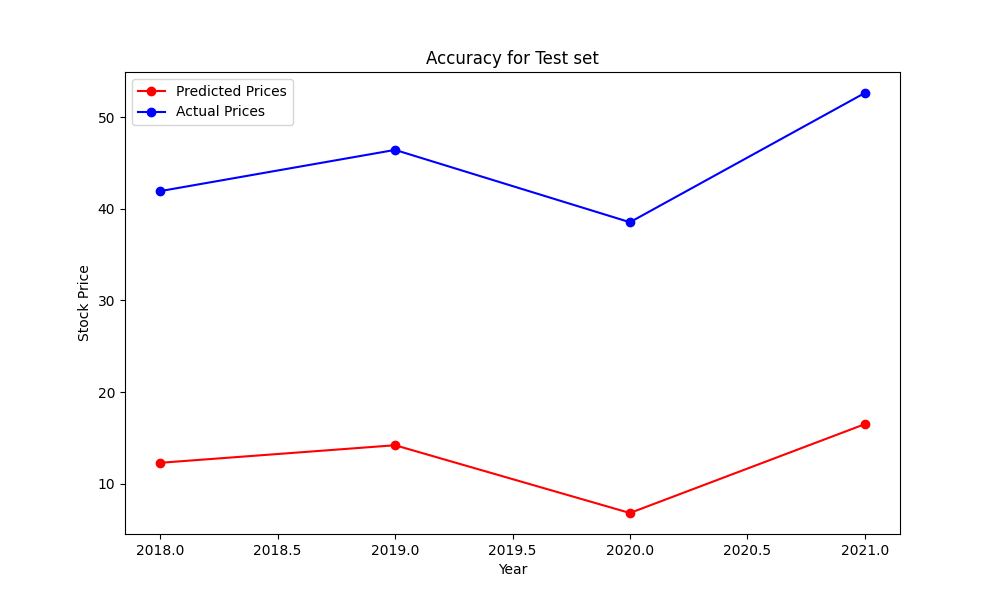 Accuracy for Test set
Predicted Prices
Actual Prices
Stock Price
50
40
30
20
10
2018.0 2018.5 2019.0 2019.5 2020.0 2020.5 2021.0
Year